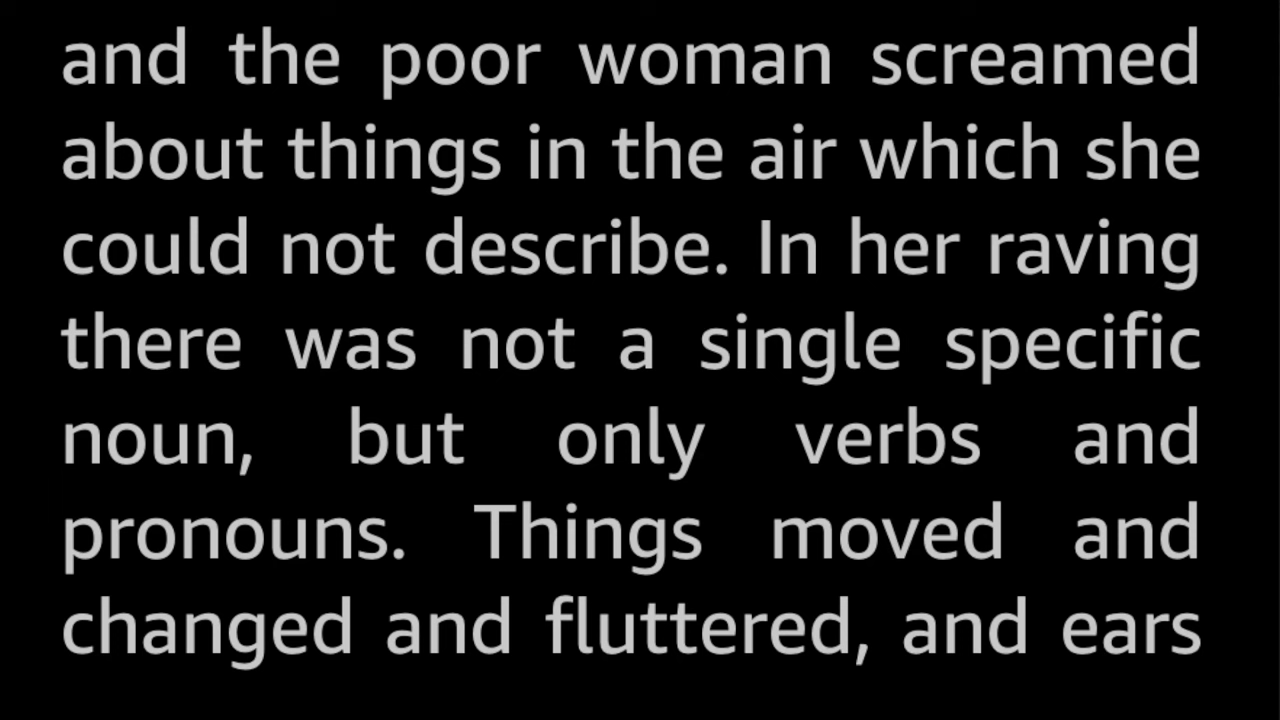 and the poor woman screamed
about things in the air which she
could not describe. In her raving
there was not a single specific
noun, but only verbs and
pronouns. Things moved and
changed and fluttered, and ears